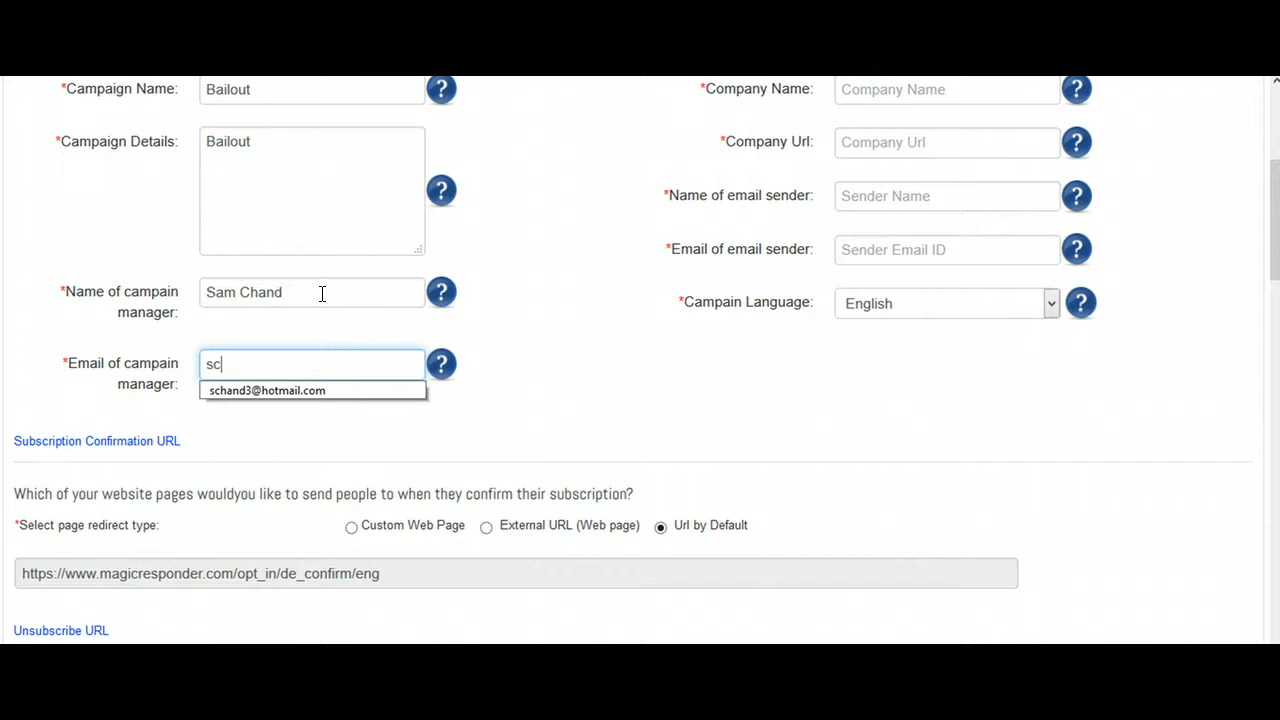 *Campaign Name: Bailout
*Campaign Details: Bailout
*Name of campain
manager: Sam Chand
*Email of campain
manager: sc
schand3@hotmail.com
*Company Name: Company Name
*Company Url: Company Url
*Name of email sender: Sender Name
*Email of email sender: Sender Email ID
*Campain Language: English
Subscription Confirmation URL
Which of your website pages wouldyou like to send people to when they confirm their subscription?
*Select page redirect type: Custom Web Page External URL (Web page) Url by Default
https://www.magicresponder.com/opt_in/de_confirm/eng
Unsubscribe URL